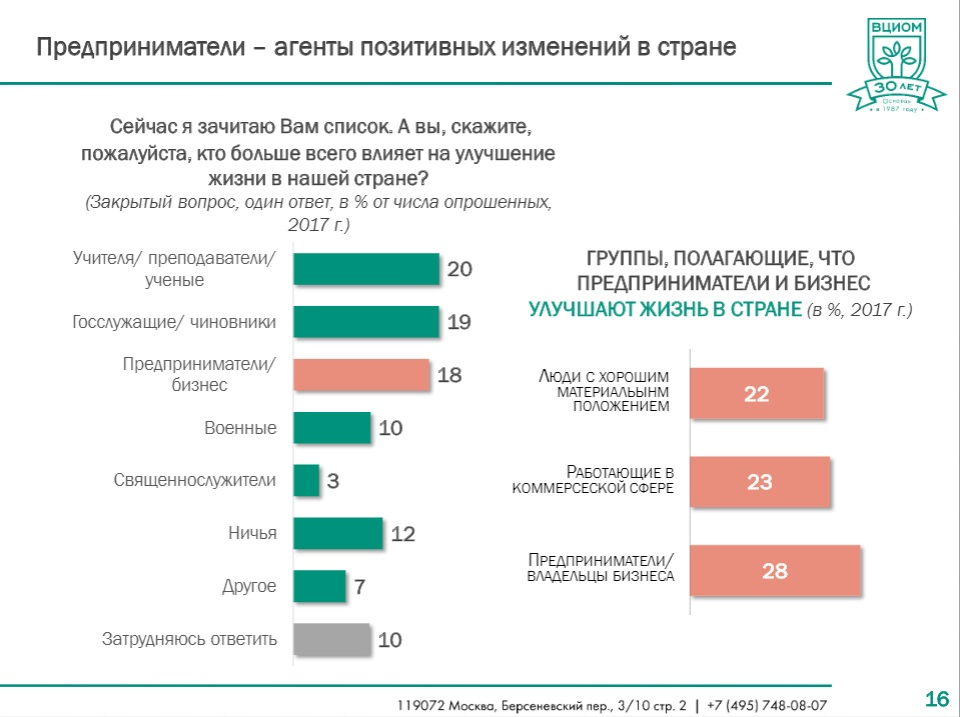 Предприниматели – агенты позитивных изменений в стране
ВЦИОМ
30 ЛЕТ
Основан
в 1987 году
Сейчас я зачитаю Вам список. А вы, скажите,
пожалуйста, кто больше всего влияет на улучшение
жизни в нашей стране?
(Закрытый вопрос, один ответ, в % от числа опрошенных,
2017 г.)
Учителя/ преподаватели/
ученые
20
Госслужащие/ чиновники
19
Предприниматели/
бизнес
18
Военные
10
Священнослужители
3
Ничья
12
Другое
7
Затрудняюсь ответить
10
ГРУППЫ, ПОЛАГАЮЩИЕ, ЧТО
ПРЕДПРИНИМАТЕЛИ И БИЗНЕС
УЛУЧШАЮТ ЖИЗНЬ В СТРАНЕ (в %, 2017 г.)
ЛЮДИ С ХОРОШИМ
МАТЕРИАЛЬЫНМ
ПОЛОЖЕНИЕМ
22
РАБОТАЮЩИЕ В
КОММЕРСЕСКОЙ СФЕРЕ
23
ПРЕДПРИНИМАТЕЛИ/
ВЛАДЕЛЬЦЫ БИЗНЕСА
28
119072 Москва, Берсеневский пер., 3/10 стр. 2 | +7 (495) 748-08-07
16